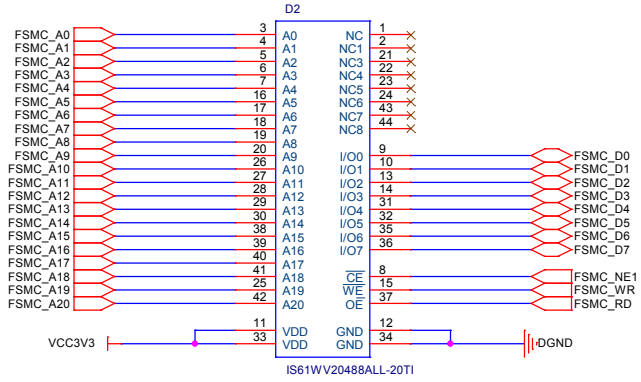 D2
FSMC_A0 3 A0 NC 1
FSMC_A1 4 A1 NC1 2
FSMC_A2 5 A2 NC3 21
FSMC_A3 6 A3 NC4 22
FSMC_A4 7 A4 NC5 23
FSMC_A5 16 A5 NC6 24
FSMC_A6 17 A6 NC7 43
FSMC_A7 18 A7 NC8 44
FSMC_A8 19 A8
FSMC_A9 20 A9 I/O0 9 FSMC_D0
FSMC_A10 26 A10 I/O1 10 FSMC_D1
FSMC_A11 27 A11 I/O2 13 FSMC_D2
FSMC_A12 28 A12 I/O3 14 FSMC_D3
FSMC_A13 29 A13 I/O4 31 FSMC_D4
FSMC_A14 30 A14 I/O5 32 FSMC_D5
FSMC_A15 38 A15 I/O6 35 FSMC_D6
FSMC_A16 39 A16 I/O7 36 FSMC_D7
FSMC_A17 40 A17
FSMC_A18 41 A18 CE 8 FSMC_NE1
FSMC_A19 25 A19 WE 15 FSMC_WR
FSMC_A20 42 A20 OE 37 FSMC_RD
11 VDD GND 12
VCC3V3 33 VDD GND 34 DGND
IS61WV20488ALL-20TI